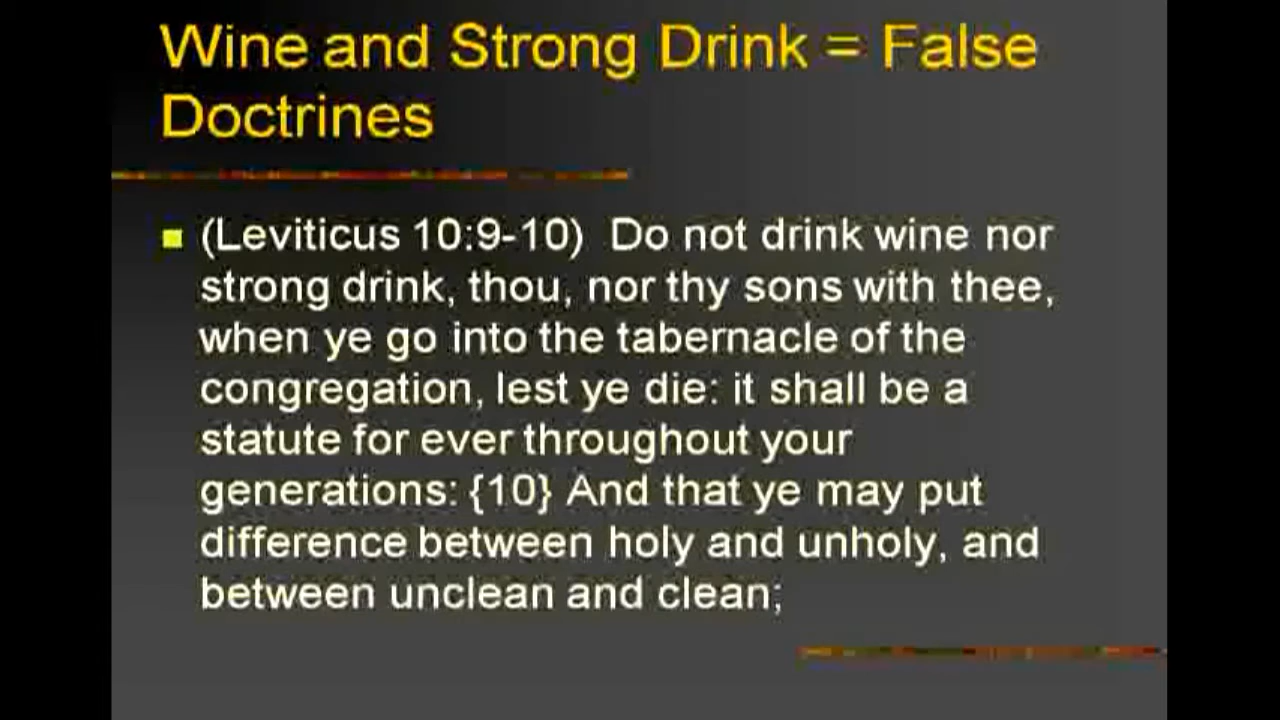 Wine and Strong Drink = False
Doctrines
(Leviticus 10:9-10) Do not drink wine nor
strong drink, thou, nor thy sons with thee,
when ye go into the tabernacle of the
congregation, lest ye die: it shall be a
statute for ever throughout your
generations: {10} And that ye may put
difference between holy and unholy, and
between unclean and clean;